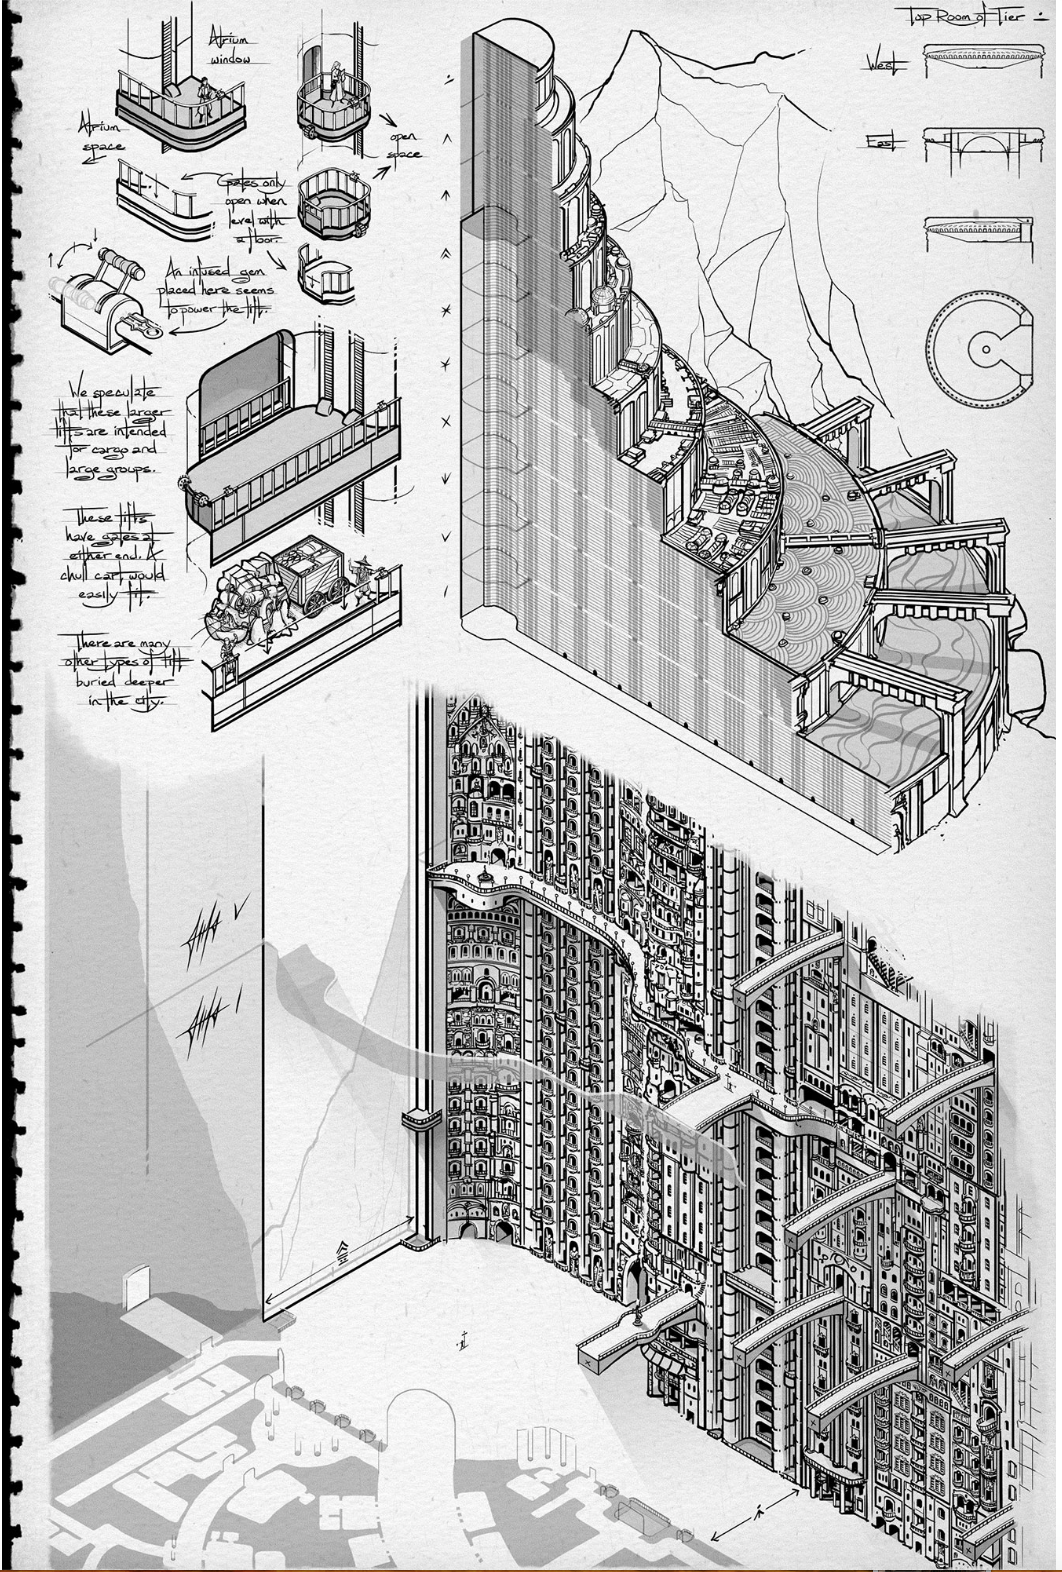 Atrium
window
Atrium
space
open
space
Gates only
open when
level with
a floor.
An infused gem
placed here seems
to power the lift.
We speculate
that these larger
lifts are intended
for cargo and
large groups.
These lifts
have gates at
either end. A
chull cart would
easily fit.
There are many
other types of lift
buried deeper
in the city.
Top Room of Tier
West
East